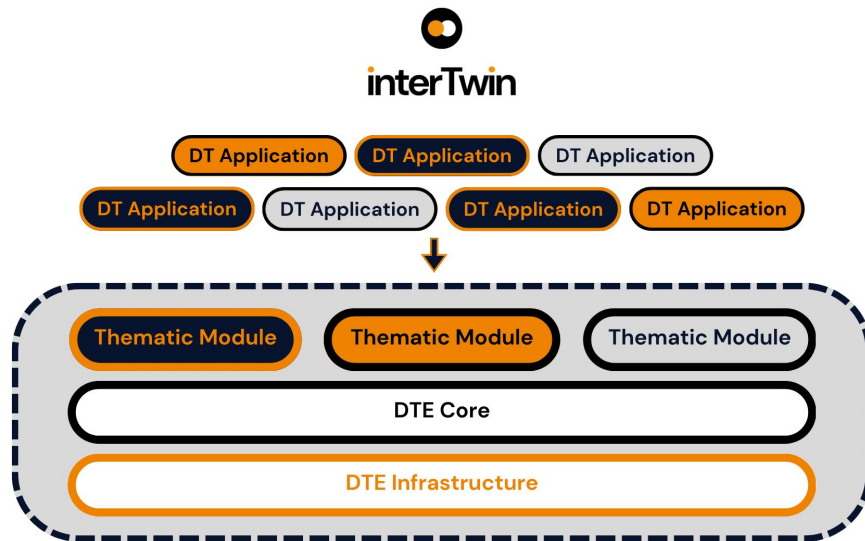 interTwin
DT Application DT Application DT Application
DT Application DT Application DT Application DT Application
Thematic Module Thematic Module Thematic Module
DTE Core
DTE Infrastructure